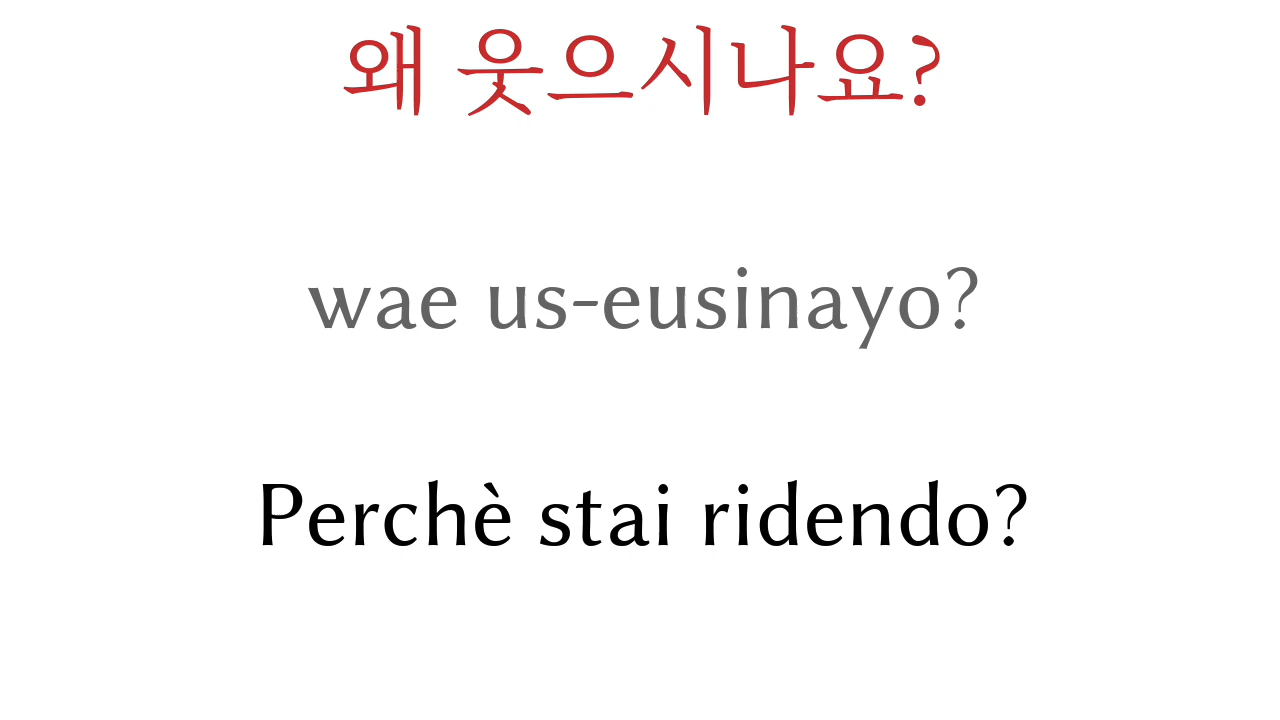 왜 웃으시나요?
wae us-eusinayo?
Perchè stai ridendo?